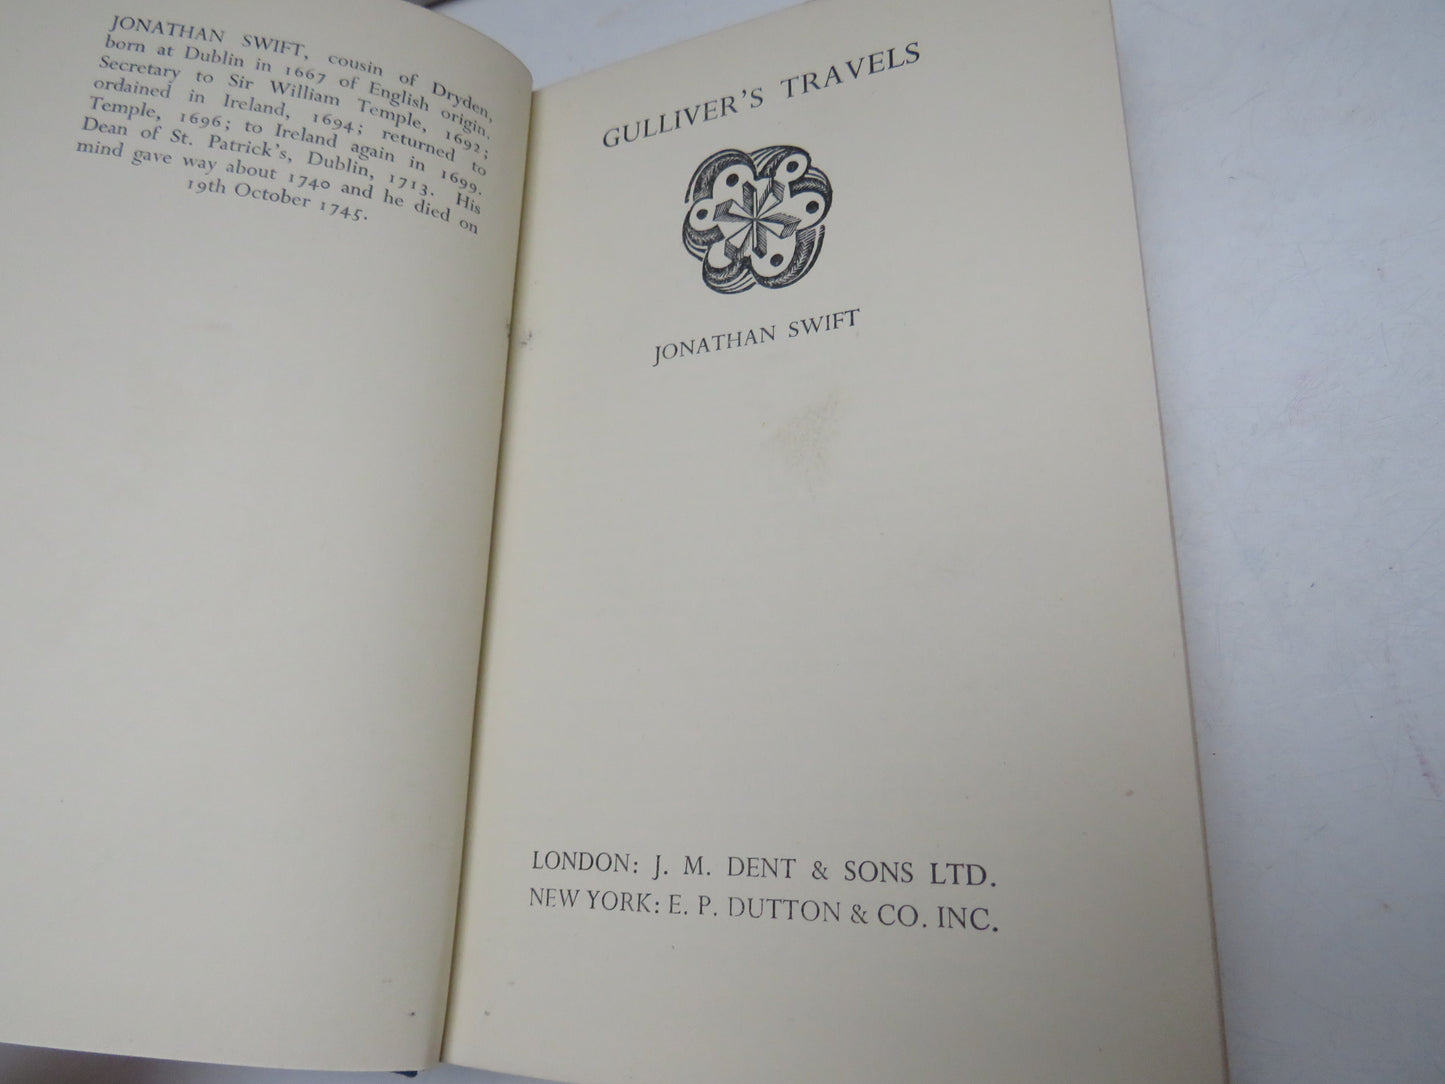 JONATHAN SWIFT, cousin of Dryden,
born at Dublin in 1667 of English origin.
Secretary to Sir William Temple, 1692;
ordained in Ireland, 1694; returned to
Temple, 1696; to Ireland again in 1699.
Dean of St. Patrick's, Dublin, 1713. His
mind gave way about 1740 and he died on
19th October 1745.
GULLIVER'S TRAVELS
JONATHAN SWIFT
LONDON: J. M. DENT & SONS LTD.
NEW YORK: E. P. DUTTON & CO. INC.